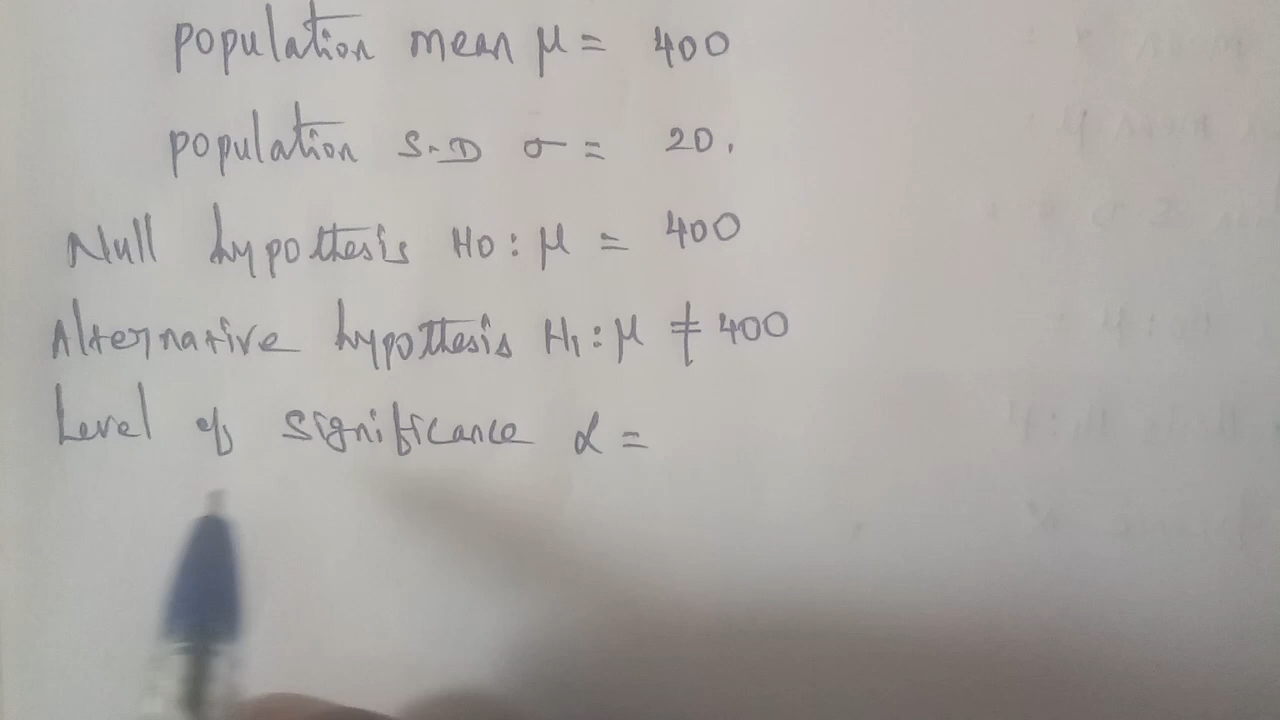 population mean μ = 400
population S.D σ = 20.
Null hypothesis H0 : μ = 400
Alternative hypothesis H1 : μ ≠ 400
Level of significance α =